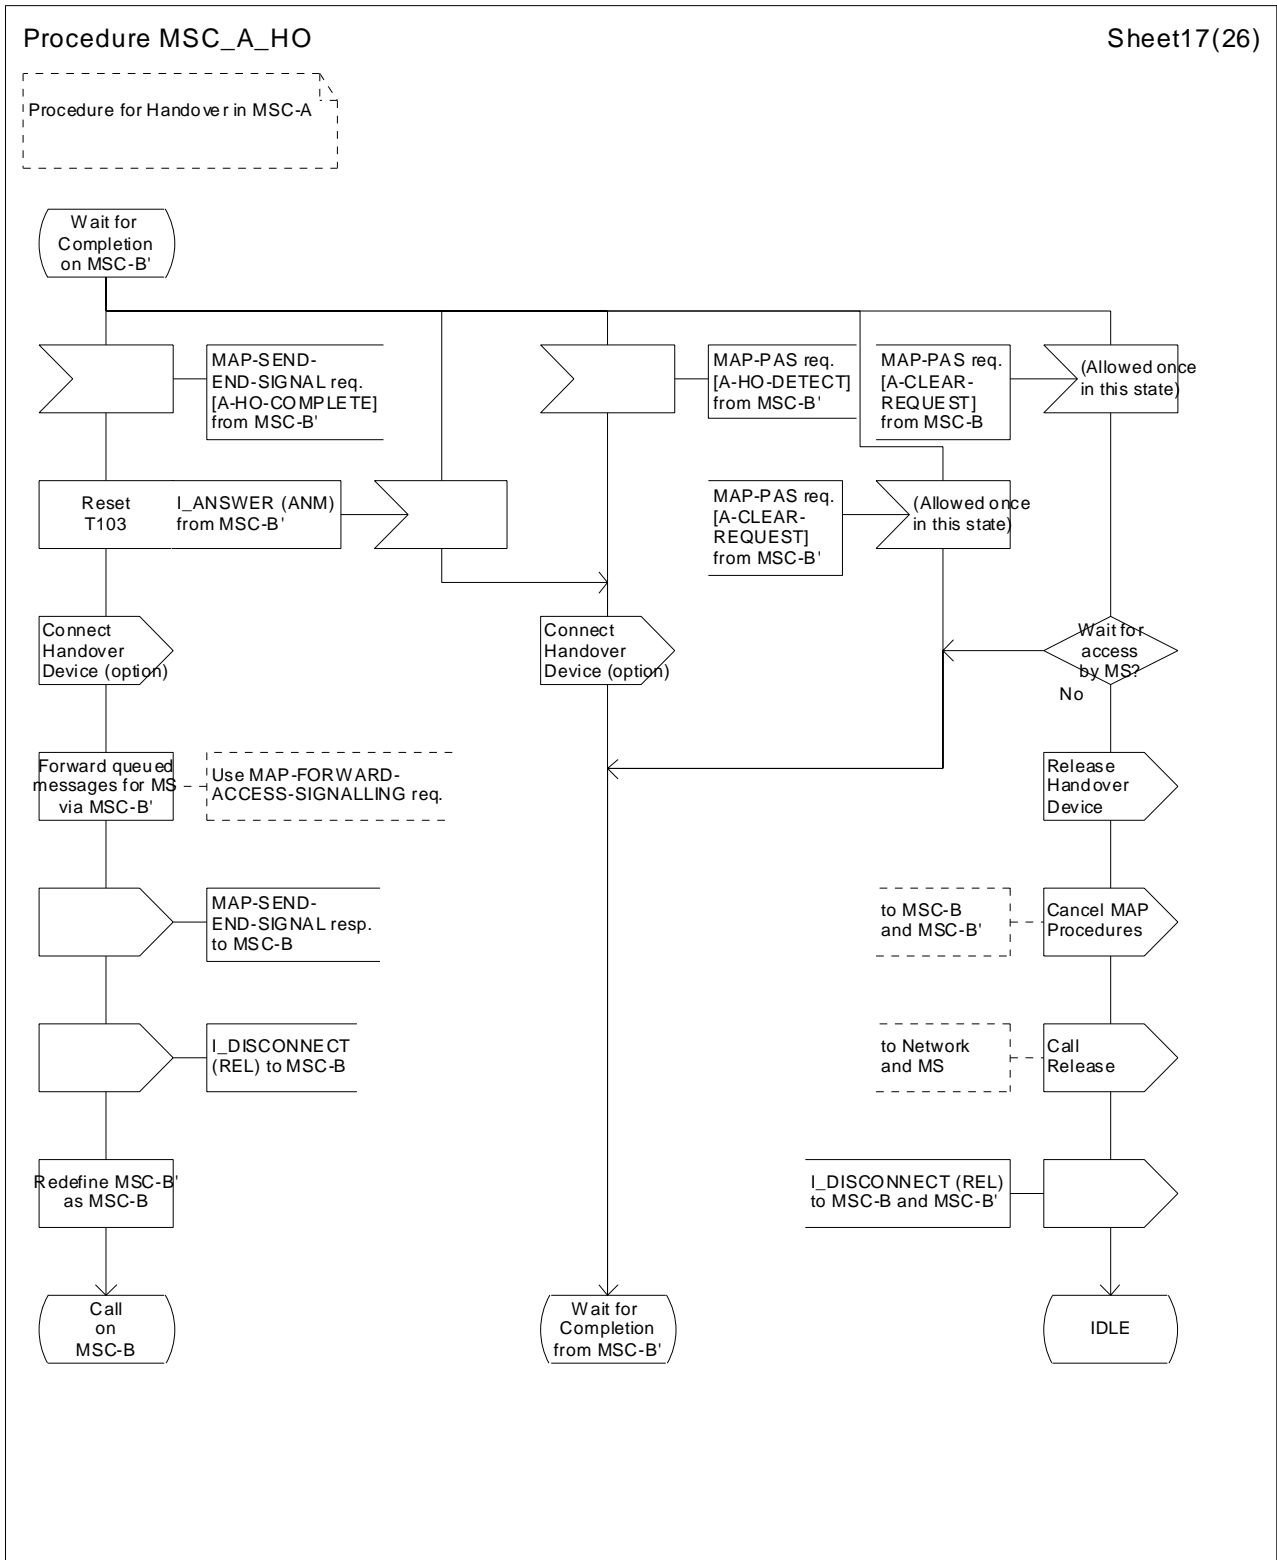 Procedure MSC_A_HO
Sheet17(26)
Procedure for Handover in MSC-A
Wait for
Completion
on MSC-B'
MAP-SEND-
END-SIGNAL req.
[A-HO-COMPLETE]
from MSC-B'
MAP-PAS req.
[A-HO-DETECT]
from MSC-B'
MAP-PAS req.
[A-CLEAR-
REQUEST]
from MSC-B
(Allowed once
in this state)
Reset
T103
I_ANSWER (ANM)
from MSC-B'
MAP-PAS req.
[A-CLEAR-
REQUEST]
from MSC-B'
(Allowed once
in this state)
Connect
Handover
Device (option)
Connect
Handover
Device (option)
Wait for
access
by MS?
No
Forward queued
messages for MS
via MSC-B'
Use MAP-FORWARD-
ACCESS-SIGNALLING req.
Release
Handover
Device
MAP-SEND-
END-SIGNAL resp.
to MSC-B
to MSC-B
and MSC-B'
Cancel MAP
Procedures
I_DISCONNECT
(REL) to MSC-B
to Network
and MS
Call
Release
Redefine MSC-B'
as MSC-B
I_DISCONNECT (REL)
to MSC-B and MSC-B'
Call
on
MSC-B
Wait for
Completion
from MSC-B'
IDLE